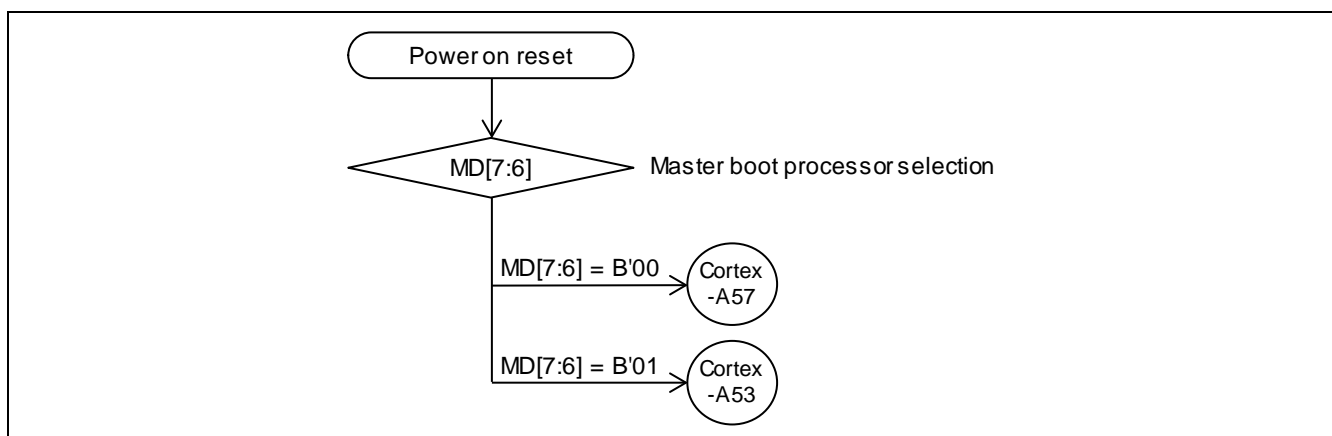 Power on reset
MD[7:6]
Master boot processor selection
MD[7:6] = B'00
Cortex
-A57
MD[7:6] = B'01
Cortex
-A53